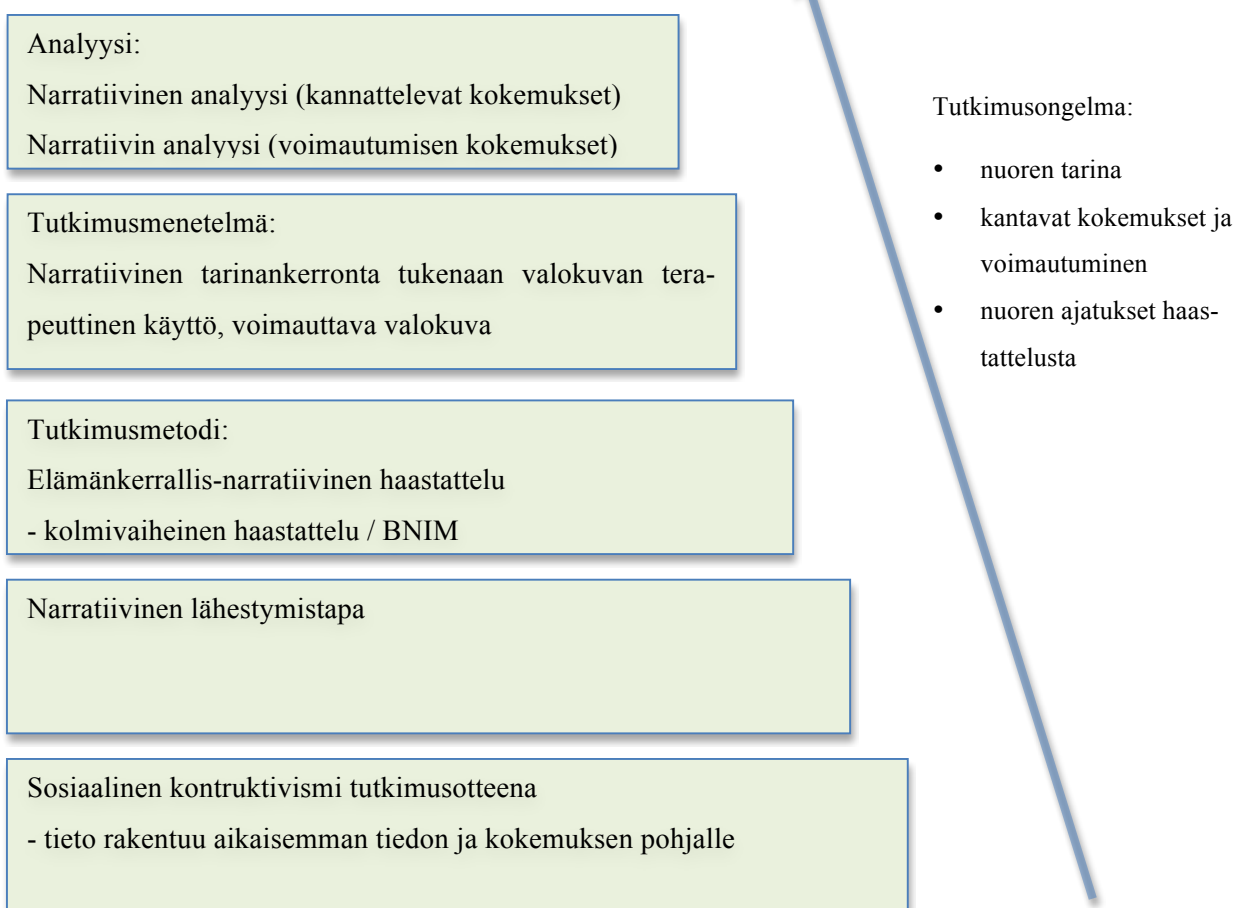 Analyysi:
Narratiivinen analyysi (kannattelevat kokemukset)
Narratiivin analyysi (voimautumisen kokemukset)
Tutkimusmenetelmä:
Narratiivinen tarinankerronta tukenaan valokuvan tera-
peuttinen käyttö, voimauttava valokuva
Tutkimusmetodi:
Elämänkerrallis-narratiivinen haastattelu
- kolmivaiheinen haastattelu / BNIM
Narratiivinen lähestymistapa
Sosiaalinen kontruktivismi tutkimusotteena
- tieto rakentuu aikaisemman tiedon ja kokemuksen pohjalle
Tutkimusongelma:
• nuoren tarina
• kantavat kokemukset ja
voimautuminen
• nuoren ajatukset haas-
tattelusta